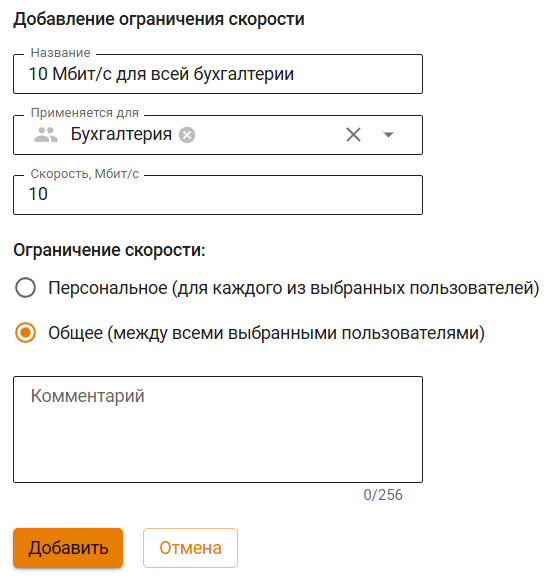 Добавление ограничения скорости
Название
10 Мбит/с для всей бухгалтерии
Применяется для
Бухгалтерия
Скорость, Мбит/с
10
Ограничение скорости:
Персональное (для каждого из выбранных пользователей)
Общее (между всеми выбранными пользователями)
Комментарий
0/256
Добавить
Отмена